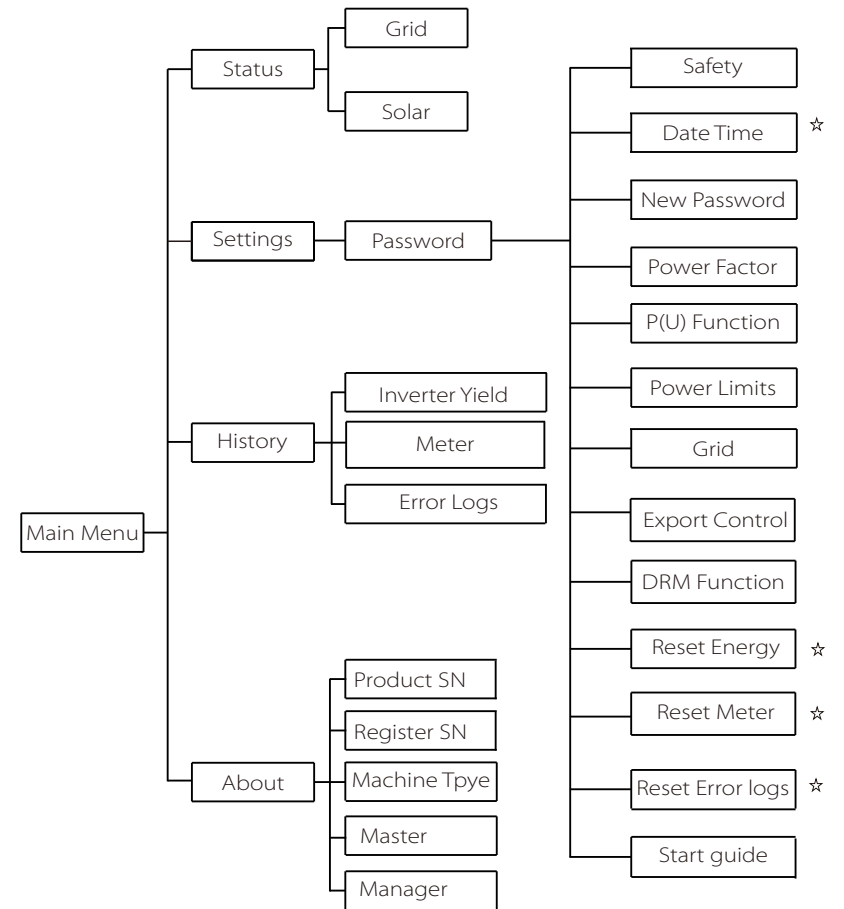 Main Menu
Status
Grid
Solar
Settings
Password
Safety
Date Time ☆
New Password
Power Factor
P(U) Function
Power Limits
Grid
Export Control
DRM Function
Reset Energy ☆
Reset Meter ☆
Reset Error logs ☆
Start guide
History
Inverter Yield
Meter
Error Logs
About
Product SN
Register SN
Machine Tpye
Master
Manager